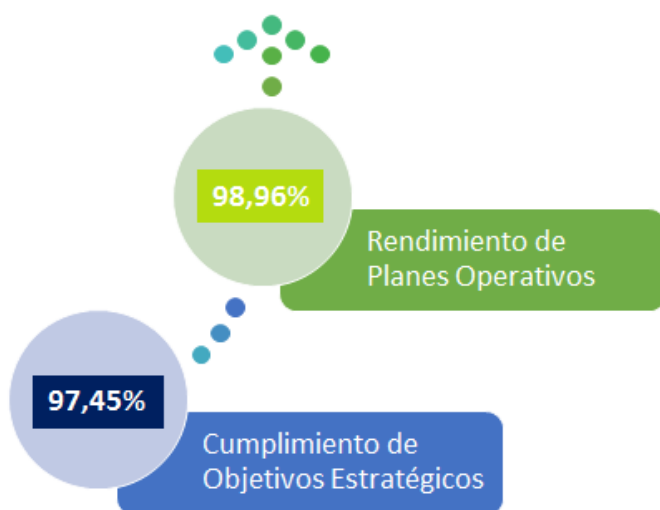 98,96%
Rendimiento de
Planes Operativos
97,45%
Cumplimiento de
Objetivos Estratégicos